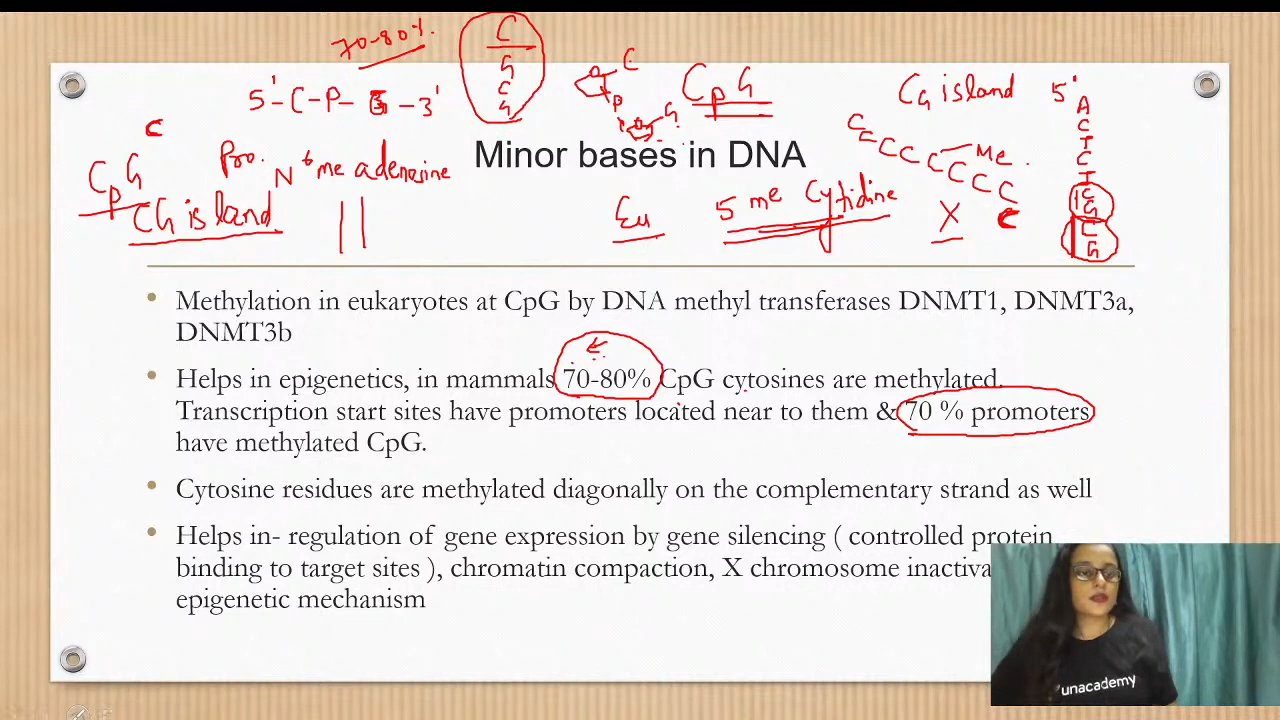 70-80%
C
G
C
G
5'-C-P-G-3'
C
P
G
CpG
CG island
5'
A
C
T
C
T
C
G
C
G
C
CpG
CG island
Pro.
N6 me adenosine
Minor bases in DNA
Eu
5 me Cytidine
C C C C C C C C
Me
X
C
• Methylation in eukaryotes at CpG by DNA methyl transferases DNMT1, DNMT3a,
DNMT3b
• Helps in epigenetics, in mammals 70-80% CpG cytosines are methylated.
Transcription start sites have promoters located near to them & 70 % promoters
have methylated CpG.
• Cytosine residues are methylated diagonally on the complementary strand as well
• Helps in- regulation of gene expression by gene silencing ( controlled protein
binding to target sites ), chromatin compaction, X chromosome
epigenetic mechanism
unacademy